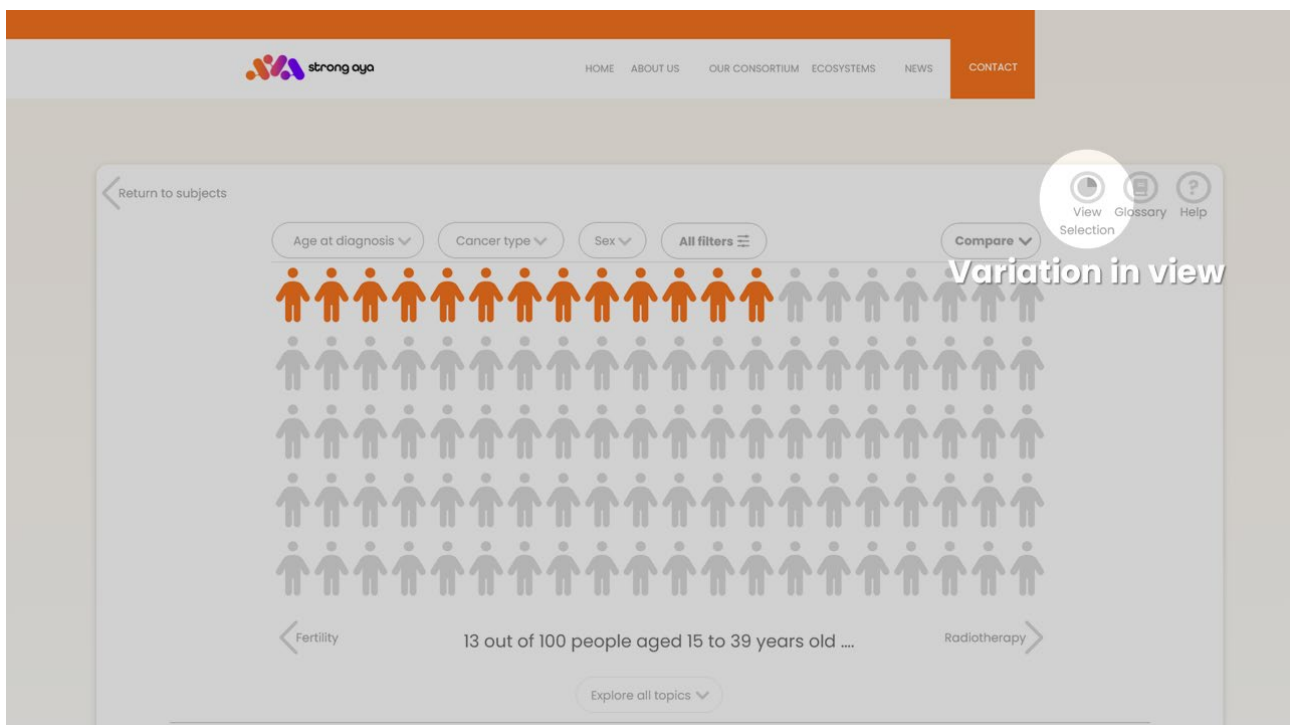 strong aya
HOME ABOUT US OUR CONSORTIUM ECOSYSTEMS NEWS CONTACT
Return to subjects
View Selection
Glossary
Help
Age at diagnosis
Cancer type
Sex
All filters
Compare
Variation in view
Fertility
13 out of 100 people aged 15 to 39 years old ....
Radiotherapy
Explore all topics